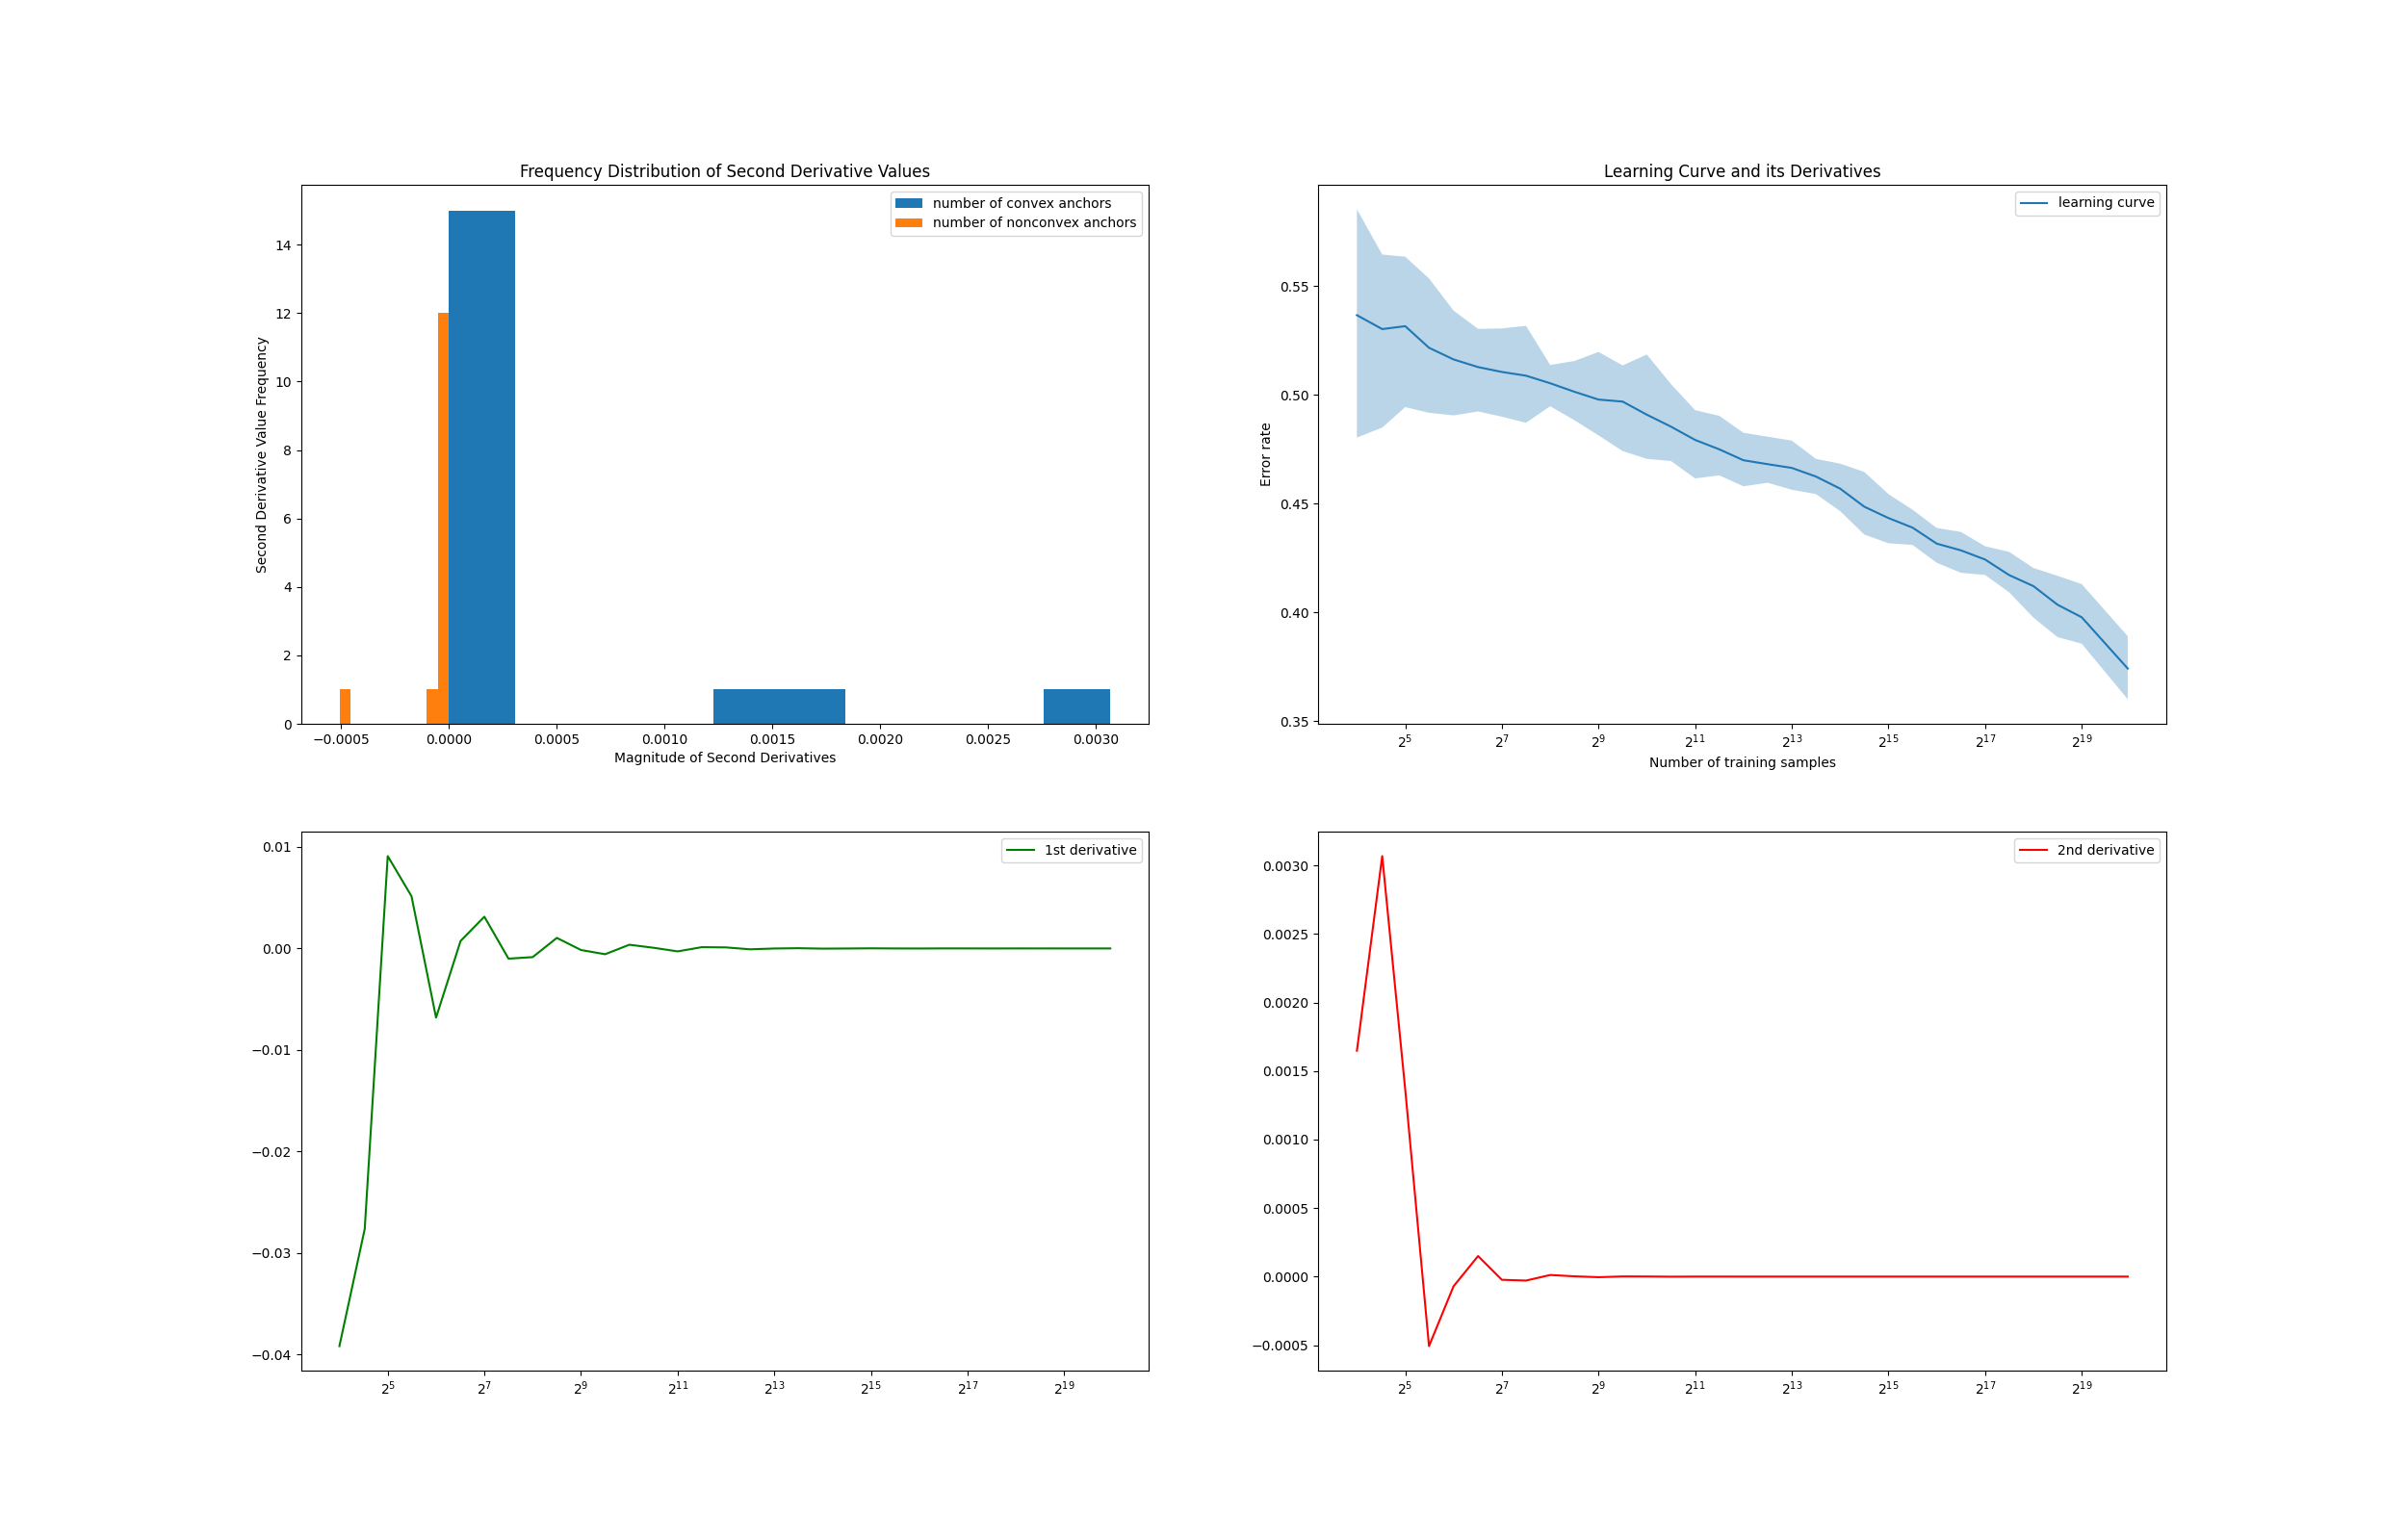 Frequency Distribution of Second Derivative Values
number of convex anchors
number of nonconvex anchors
14
12
10
8
6
4
2
0
Second Derivative Value Frequency
−0.0005 0.0000 0.0005 0.0010 0.0015 0.0020 0.0025 0.0030
Magnitude of Second Derivatives
Learning Curve and its Derivatives
learning curve
0.55
0.50
0.45
0.40
0.35
Error rate
2^5 2^7 2^9 2^11 2^13 2^15 2^17 2^19
Number of training samples
1st derivative
0.01
0.00
−0.01
−0.02
−0.03
−0.04
2^5 2^7 2^9 2^11 2^13 2^15 2^17 2^19
2nd derivative
0.0030
0.0025
0.0020
0.0015
0.0010
0.0005
0.0000
−0.0005
2^5 2^7 2^9 2^11 2^13 2^15 2^17 2^19